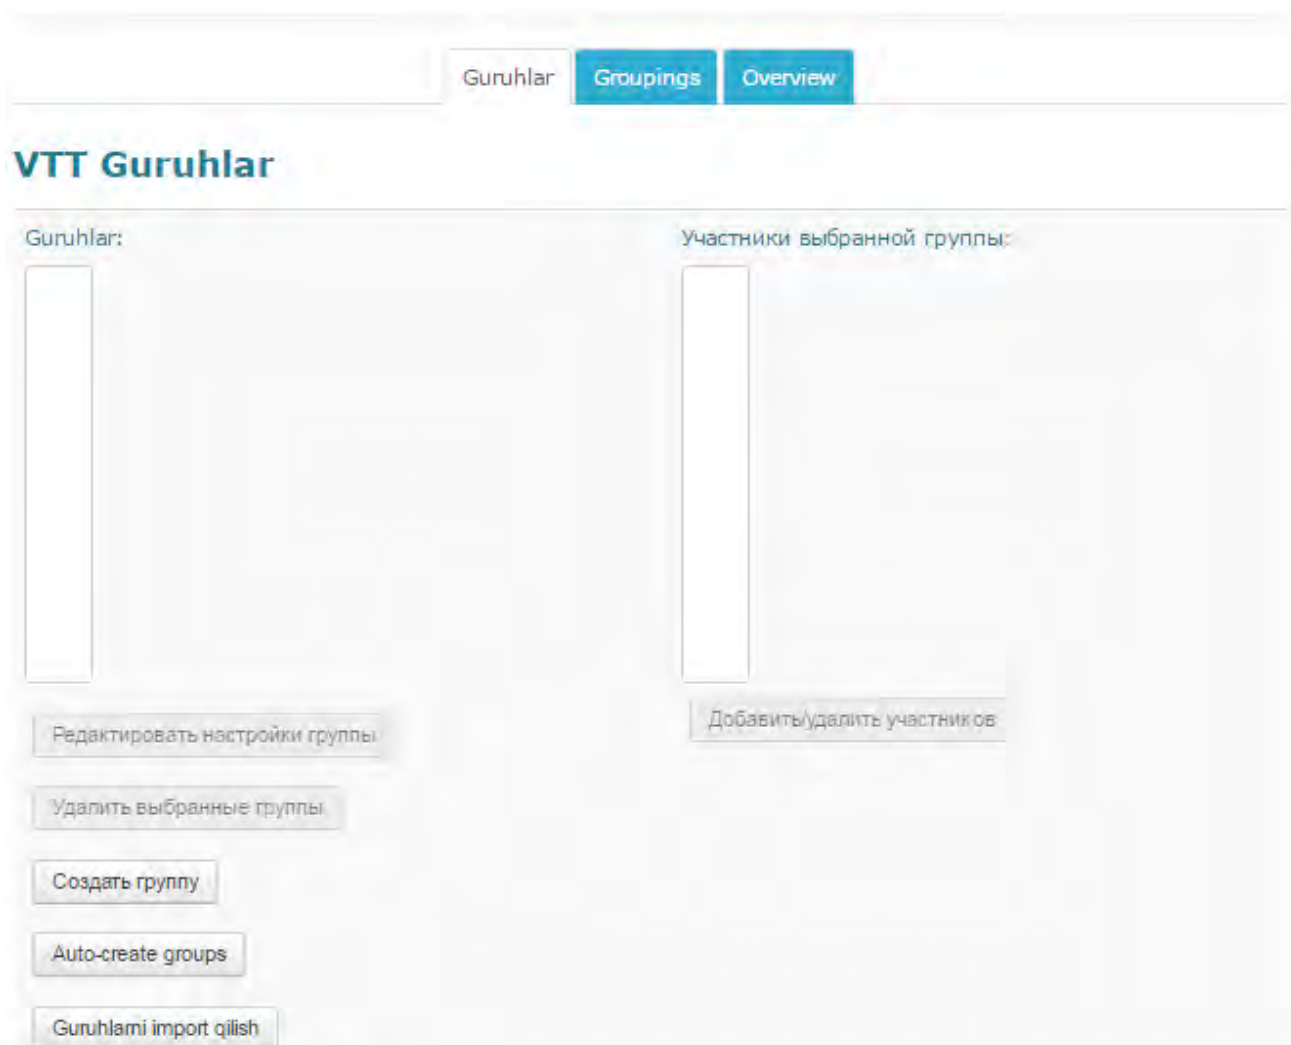 Guruhlar Groupings Overview
VTT Guruhlar
Guruhlar:
Участники выбранной группы:
Редактировать настройки группы
Добавить/удалить участников
Удалить выбранные группы
Создать группу
Auto-create groups
Guruhlarni import qilish